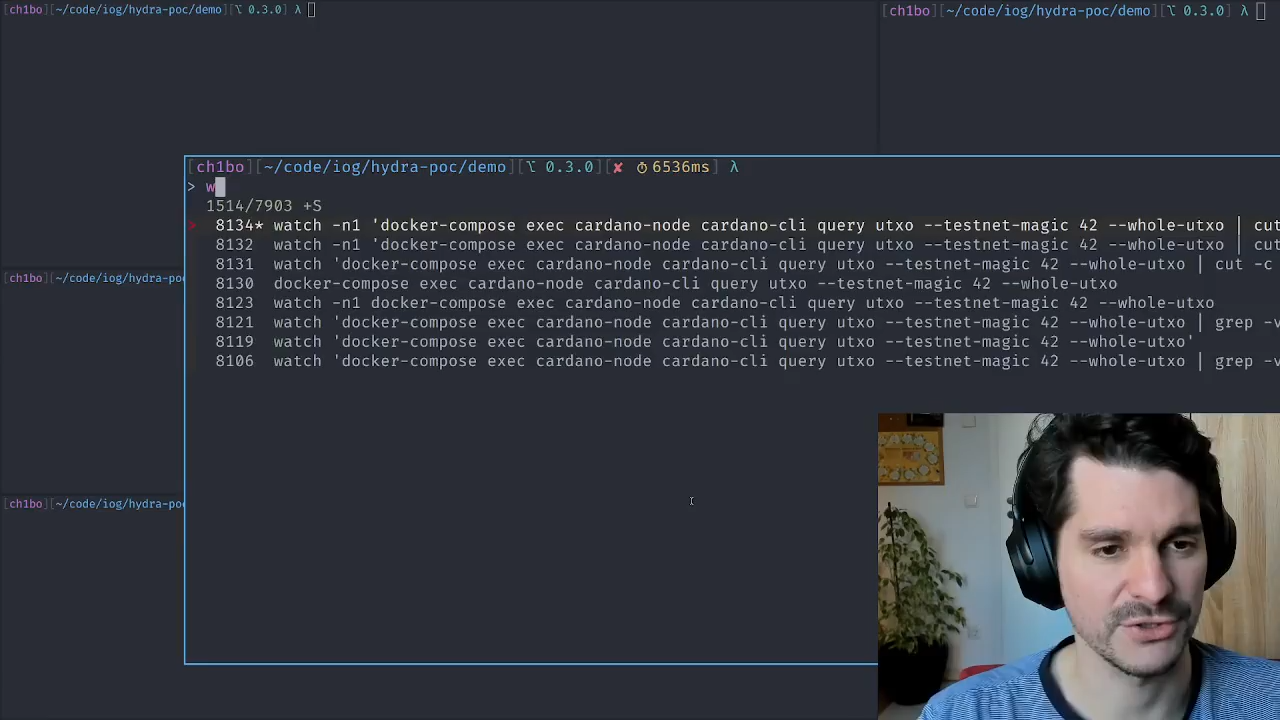 [ch1bo][~/code/iog/hydra-poc/demo][⌥ 0.3.0] λ
[ch1bo][~/code/iog/hydra-poc/demo][⌥ 0.3.0] λ
[ch1bo][~/code/iog/hydra-poc/demo][⌥ 0.3.0][✘ ⏱6536ms] λ
> w
1514/7903 +S
8134* watch -n1 'docker-compose exec cardano-node cardano-cli query utxo --testnet-magic 42 --whole-utxo | cut
8132 watch -n1 'docker-compose exec cardano-node cardano-cli query utxo --testnet-magic 42 --whole-utxo | cut
8131 watch 'docker-compose exec cardano-node cardano-cli query utxo --testnet-magic 42 --whole-utxo | cut -c
8130 docker-compose exec cardano-node cardano-cli query utxo --testnet-magic 42 --whole-utxo
8123 watch -n1 docker-compose exec cardano-node cardano-cli query utxo --testnet-magic 42 --whole-utxo
8121 watch 'docker-compose exec cardano-node cardano-cli query utxo --testnet-magic 42 --whole-utxo | grep -v
8119 watch 'docker-compose exec cardano-node cardano-cli query utxo --testnet-magic 42 --whole-utxo'
8106 watch 'docker-compose exec cardano-node cardano-cli query utxo --testnet-magic 42 --whole-utxo | grep -v
[ch1bo][~/code/iog/hydra-poc
[ch1bo][~/code/iog/hydra-poc